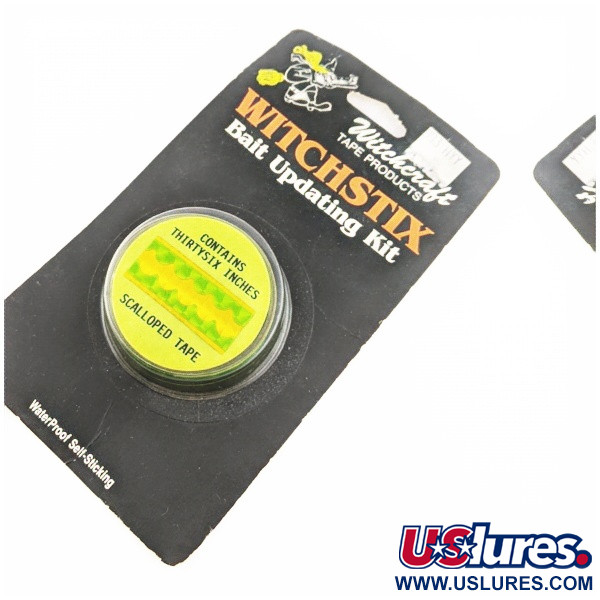 Witchcraft
TAPE PRODUCTS
WITCHSTIX
Bait Updating Kit
CONTAINS
THIRTYSIX INCHES
SCALLOPED TAPE
WaterProof Self-Sticking
USlures.
WWW.USLURES.COM